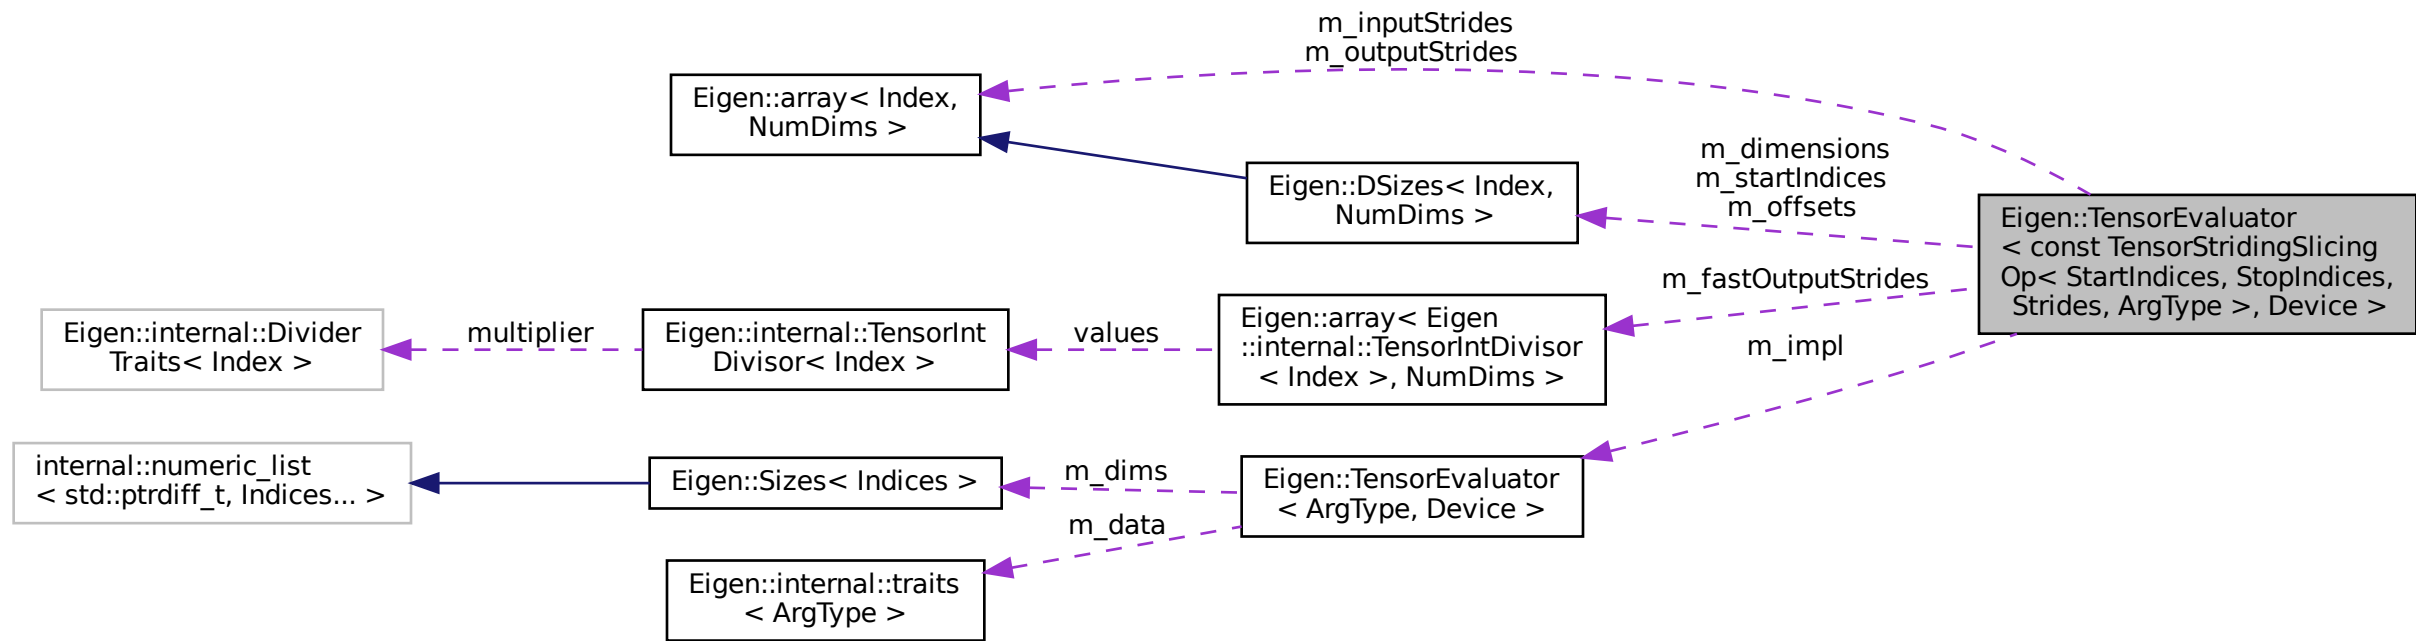 m_inputStrides
m_outputStrides
Eigen::array< Index,
NumDims >
m_dimensions
m_startIndices
m_offsets
Eigen::DSizes< Index,
NumDims >
Eigen::TensorEvaluator
< const TensorStridingSlicing
Op< StartIndices, StopIndices,
Strides, ArgType >, Device >
m_fastOutputStrides
Eigen::internal::Divider
Traits< Index >
multiplier
Eigen::internal::TensorInt
Divisor< Index >
values
Eigen::array< Eigen
::internal::TensorIntDivisor
< Index >, NumDims >
m_impl
internal::numeric_list
< std::ptrdiff_t, Indices... >
Eigen::Sizes< Indices >
m_dims
Eigen::TensorEvaluator
< ArgType, Device >
m_data
Eigen::internal::traits
< ArgType >